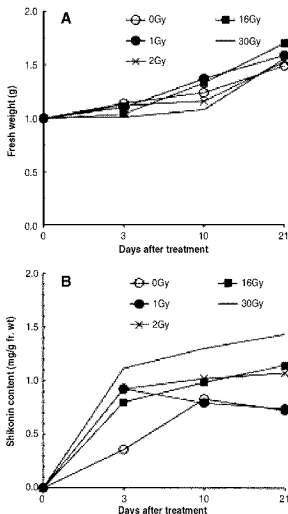 A
0Gy
16Gy
1Gy
30Gy
2Gy
2.0
1.5
1.0
0.5
0.0
Fresh weight (g)
0
3
10
21
Days after treatment
B
0Gy
16Gy
1Gy
30Gy
2Gy
2.0
1.5
1.0
0.5
0.0
Shikonin content (mg/g fr. wt)
0
3
10
21
Days after treatment